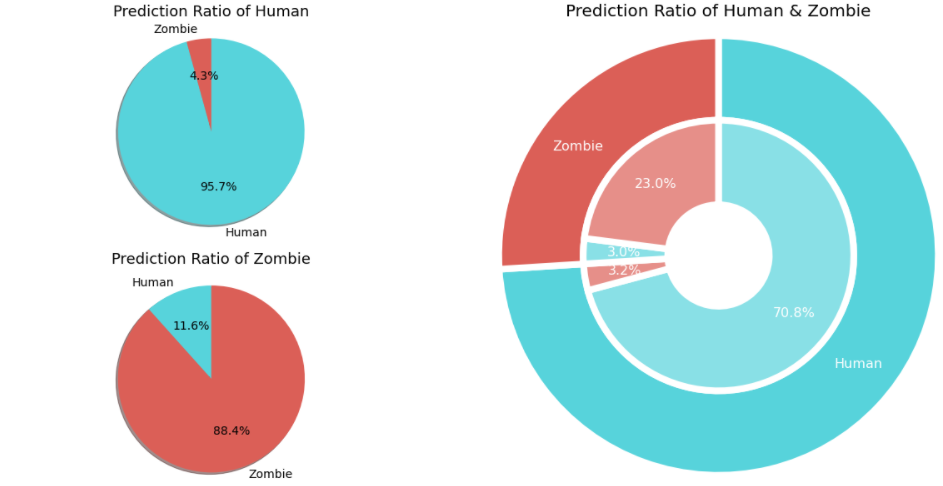 Prediction Ratio of Human
Zombie
4.3%
95.7%
Human
Prediction Ratio of Zombie
Human
11.6%
88.4%
Zombie
Prediction Ratio of Human & Zombie
Zombie
23.0%
3.0%
3.2%
70.8%
Human